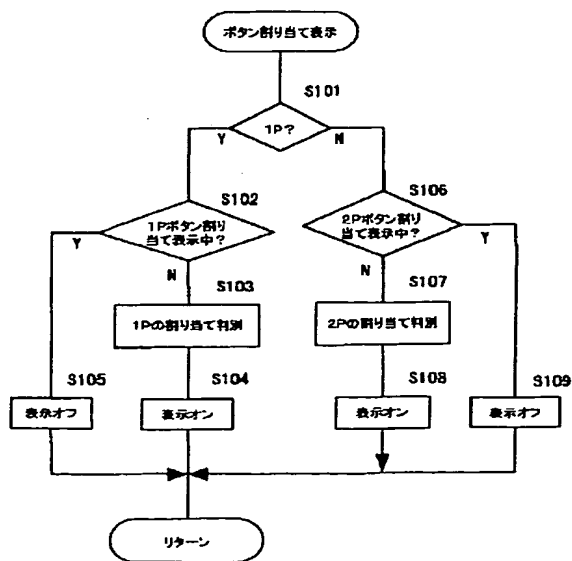 ボタン割り当て表示
S101
1P?
Y
N
S102
1Pボタン割り
当て表示中?
Y
N
S106
2Pボタン割り
当て表示中?
Y
N
S103
1Pの割り当て判別
S107
2Pの割り当て判別
S105
表示オフ
S104
表示オン
S108
表示オン
S109
表示オフ
リターン